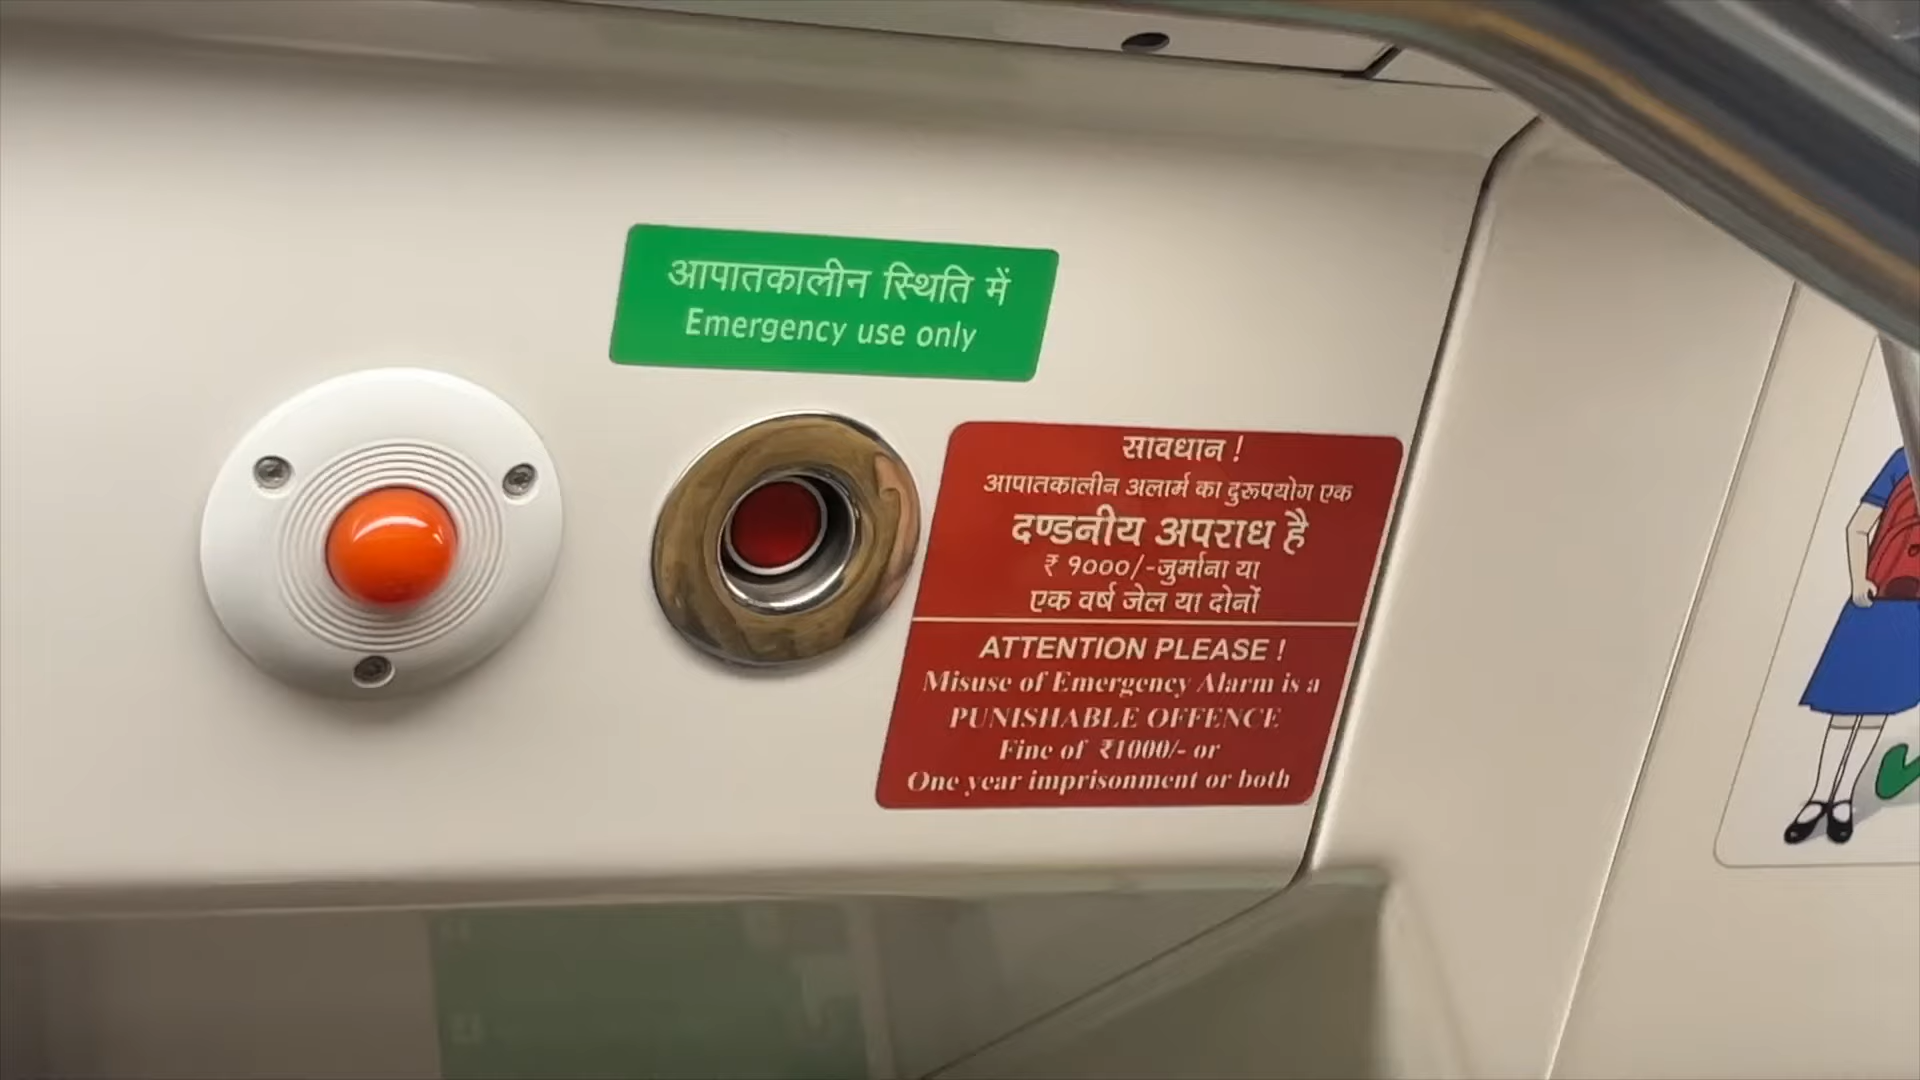 आपातकालीन स्थिति में
Emergency use only
सावधान !
आपातकालीन अलार्म का दुरूपयोग एक
दण्डनीय अपराध है
₹ १०००/-जुर्माना या
एक वर्ष जेल या दोनों
ATTENTION PLEASE !
Misuse of Emergency Alarm is a
PUNISHABLE OFFENCE
Fine of ₹1000/- or
One year imprisonment or both